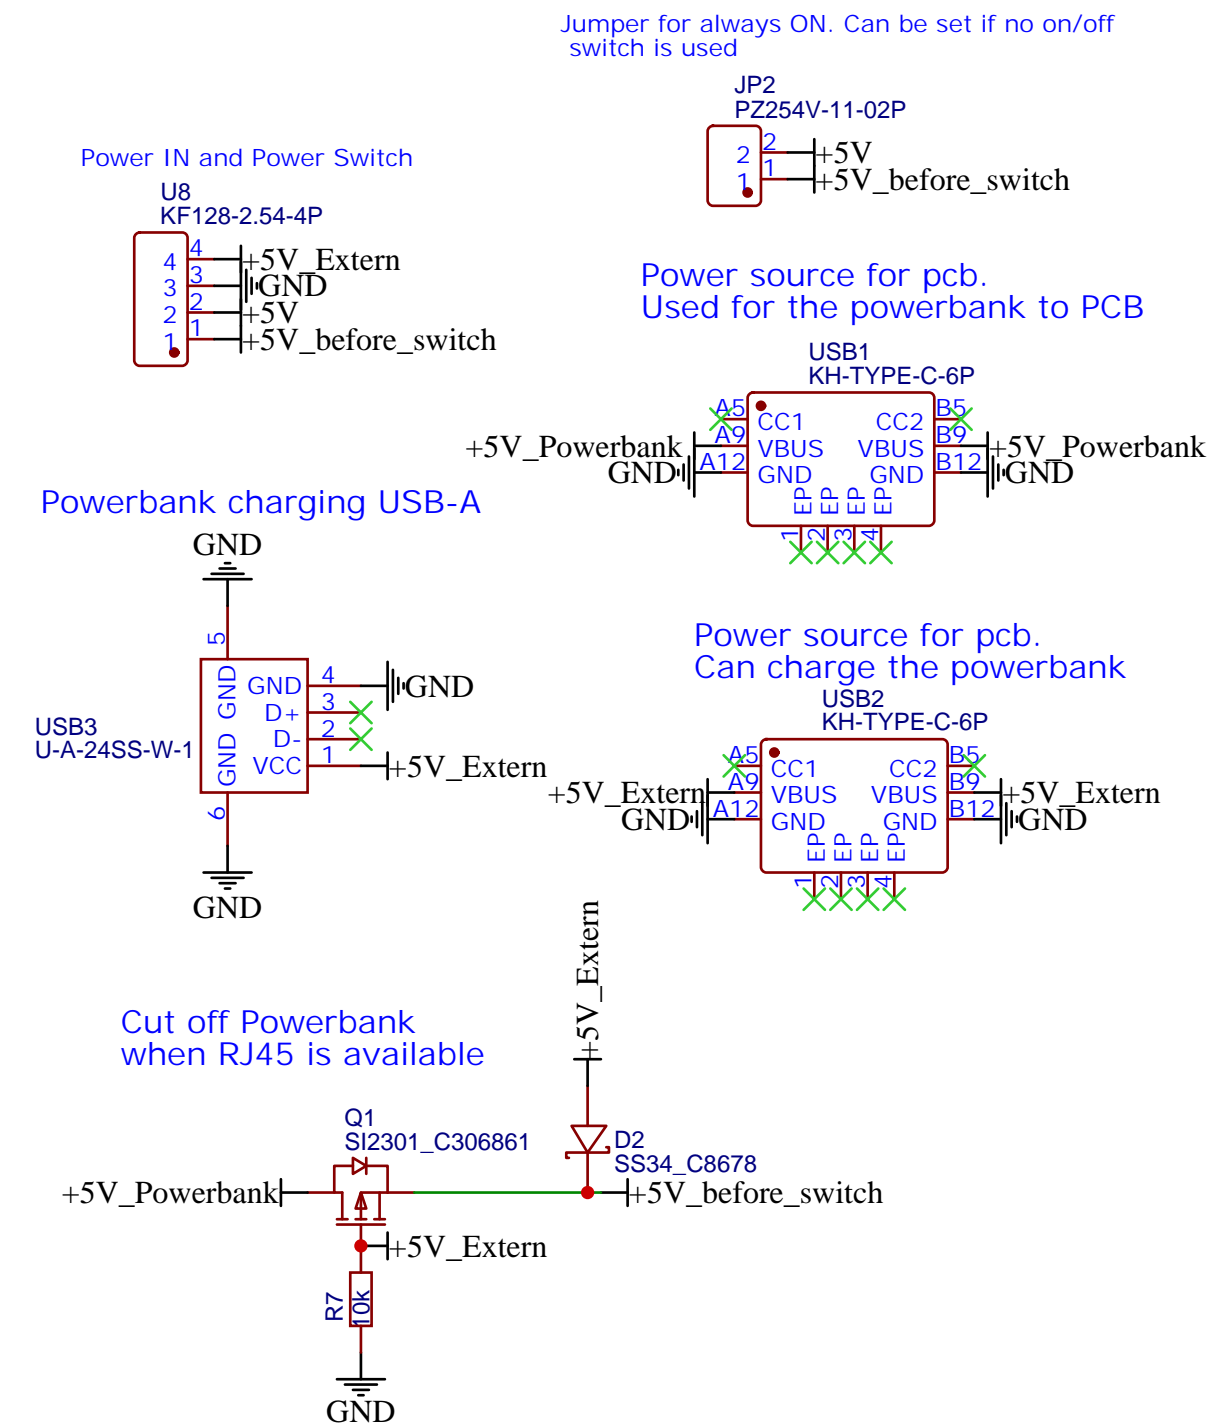 Jumper for always ON. Can be set if no on/off
switch is used
JP2
PZ254V-11-02P
2 2 +5V
1 1 +5V_before_switch
Power IN and Power Switch
U8
KF128-2.54-4P
4 4 +5V_Extern
3 3 GND
2 2 +5V
1 1 +5V_before_switch
Power source for pcb.
Used for the powerbank to PCB
USB1
KH-TYPE-C-6P
A5 CC1 CC2 B5
+5V_Powerbank A9 VBUS VBUS B9 +5V_Powerbank
GND A12 GND GND B12 GND
EP EP EP EP
1 2 3 4
Powerbank charging USB-A
GND
5
GND GND 4 GND
D+ 3
D- 2
GND VCC 1 +5V_Extern
USB3
U-A-24SS-W-1
6
GND
Power source for pcb.
Can charge the powerbank
USB2
KH-TYPE-C-6P
A5 CC1 CC2 B5
+5V_Extern A9 VBUS VBUS B9 +5V_Extern
GND A12 GND GND B12 GND
EP EP EP EP
1 2 3 4
Cut off Powerbank
when RJ45 is available
+5V_Extern
Q1
SI2301_C306861
D2
SS34_C8678
+5V_Powerbank
+5V_before_switch
+5V_Extern
R7
10k
GND